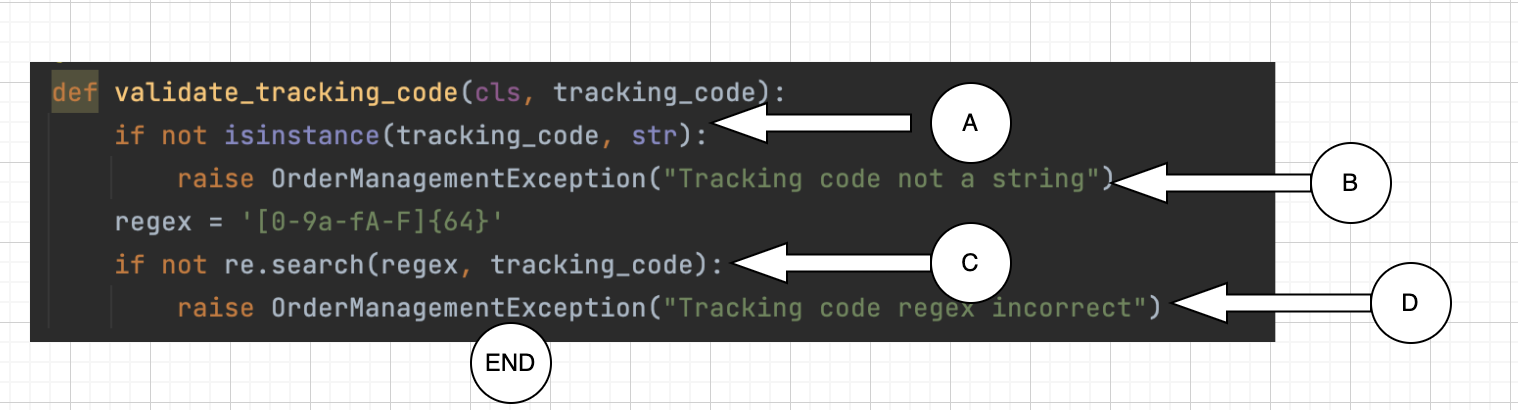 def validate_tracking_code(cls, tracking_code):
if not isinstance(tracking_code, str):
A
raise OrderManagementException("Tracking code not a string")
B
regex = '[0-9a-fA-F]{64}'
if not re.search(regex, tracking_code):
C
raise OrderManagementException("Tracking code regex incorrect")
D
END